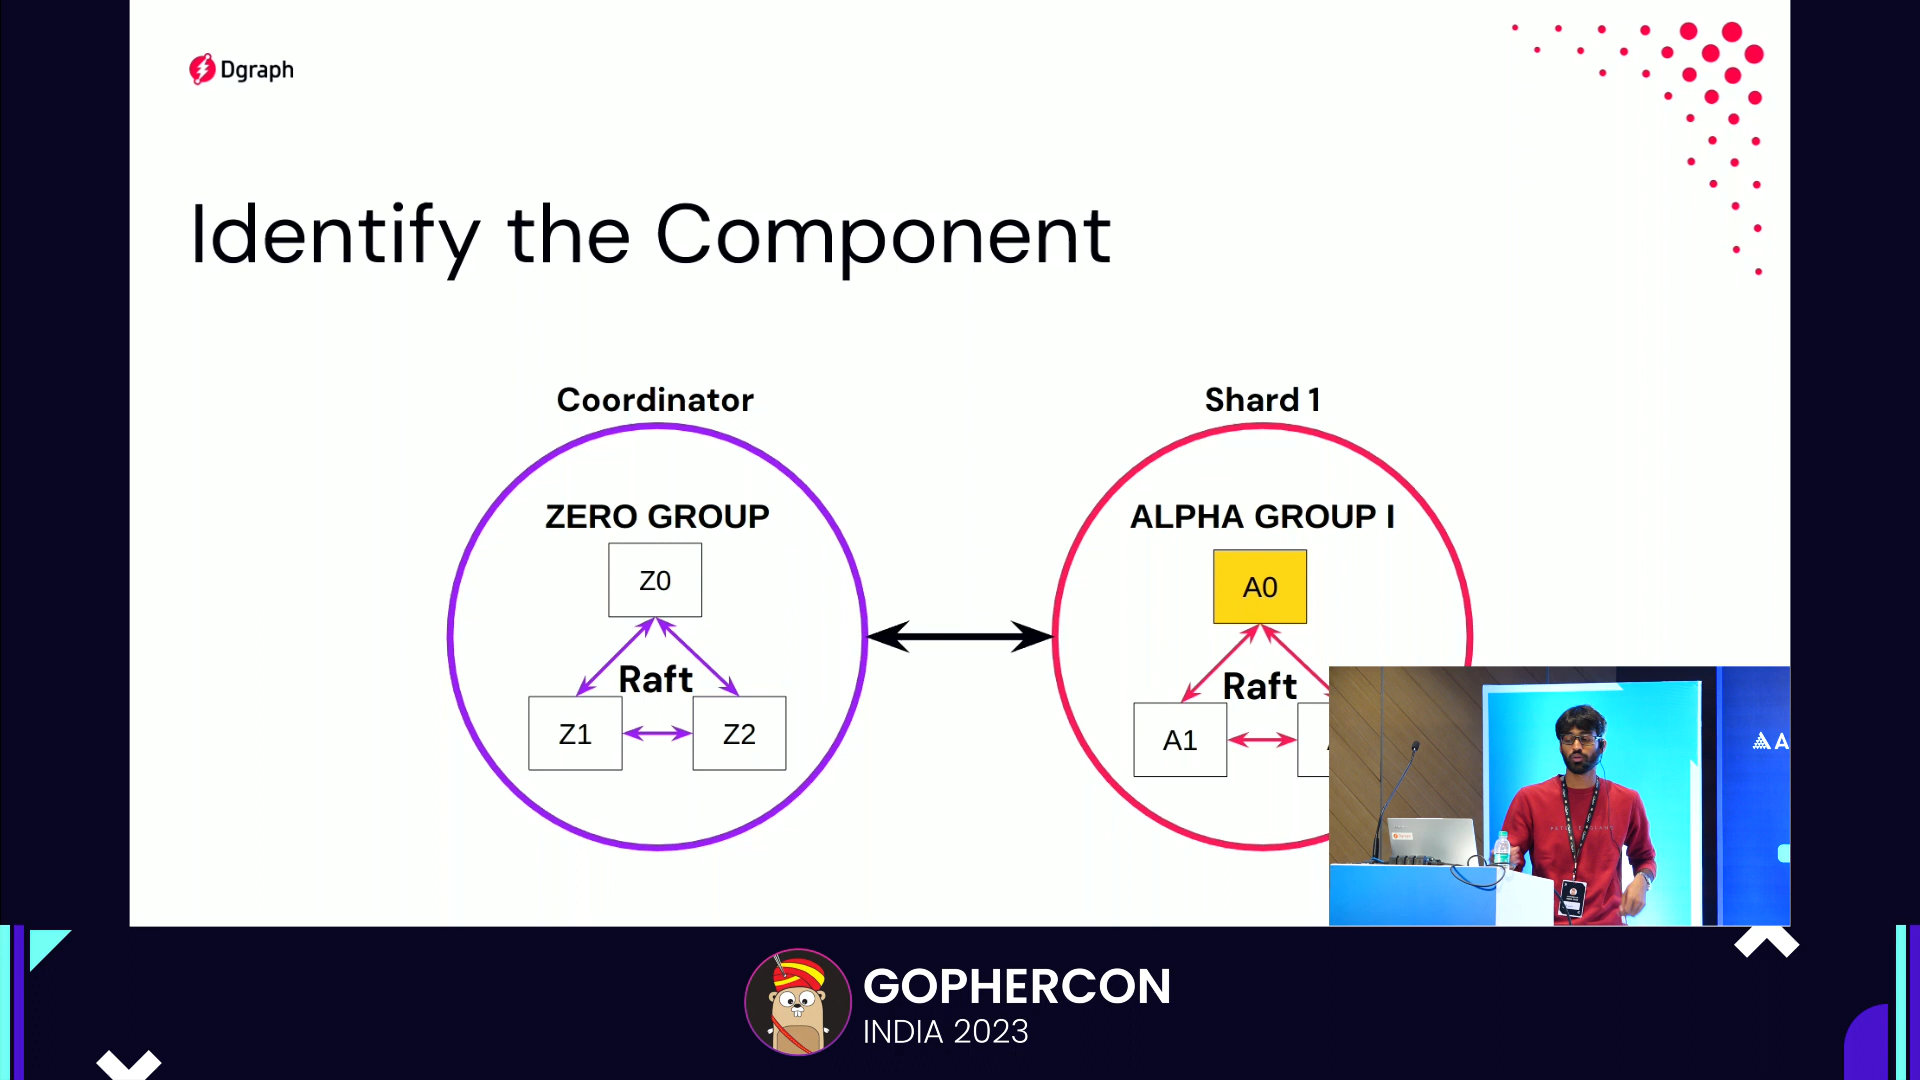 Dgraph
Identify the Component
Coordinator
Shard 1
ZERO GROUP
ALPHA GROUP I
Z0
A0
Raft
Raft
Z1
Z2
A1
GOPHERCON
INDIA 2023